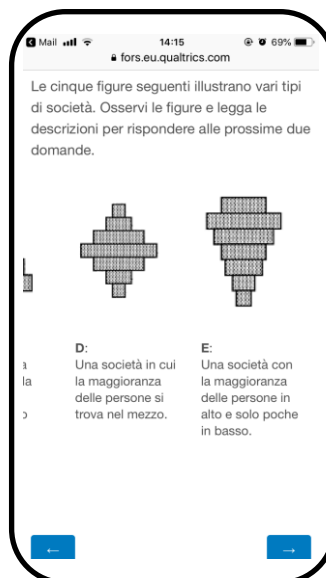 Mail 14:15 69%
fors.eu.qualtrics.com
Le cinque figure seguenti illustrano vari tipi
di società. Osservi le figure e legga le
descrizioni per rispondere alle prossime due
domande.
D:
Una società in cui
la maggioranza
delle persone si
trova nel mezzo.
E:
Una società con
la maggioranza
delle persone in
alto e solo poche
in basso.
←
→